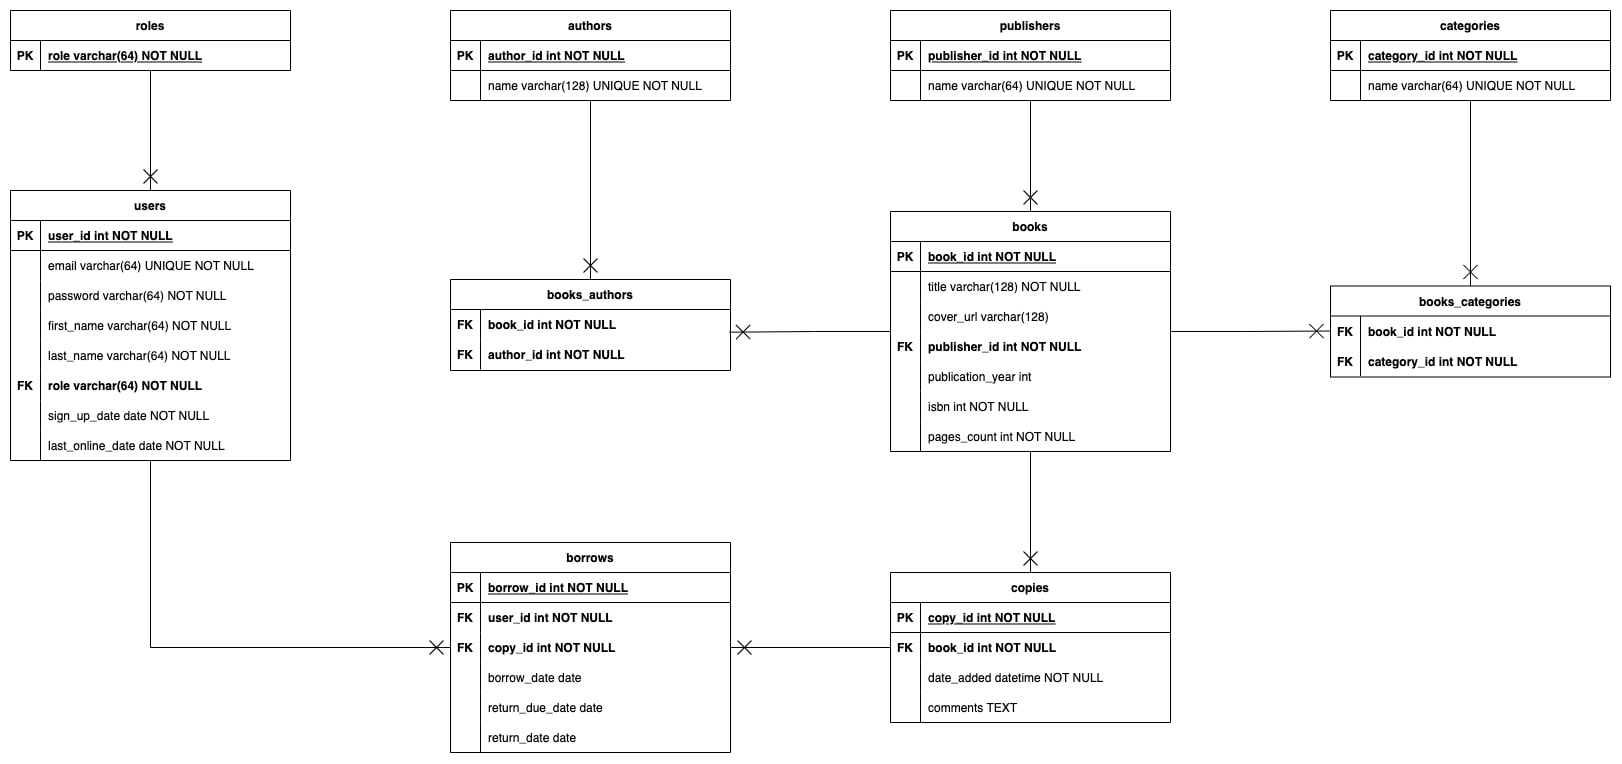 roles
PK role varchar(64) NOT NULL
authors
PK author_id int NOT NULL
name varchar(128) UNIQUE NOT NULL
publishers
PK publisher_id int NOT NULL
name varchar(64) UNIQUE NOT NULL
categories
PK category_id int NOT NULL
name varchar(64) UNIQUE NOT NULL
users
PK user_id int NOT NULL
email varchar(64) UNIQUE NOT NULL
password varchar(64) NOT NULL
first_name varchar(64) NOT NULL
last_name varchar(64) NOT NULL
FK role varchar(64) NOT NULL
sign_up_date date NOT NULL
last_online_date date NOT NULL
books_authors
FK book_id int NOT NULL
FK author_id int NOT NULL
books
PK book_id int NOT NULL
title varchar(128) NOT NULL
cover_url varchar(128)
FK publisher_id int NOT NULL
publication_year int
isbn int NOT NULL
pages_count int NOT NULL
books_categories
FK book_id int NOT NULL
FK category_id int NOT NULL
borrows
PK borrow_id int NOT NULL
FK user_id int NOT NULL
FK copy_id int NOT NULL
borrow_date date
return_due_date date
return_date date
copies
PK copy_id int NOT NULL
FK book_id int NOT NULL
date_added datetime NOT NULL
comments TEXT